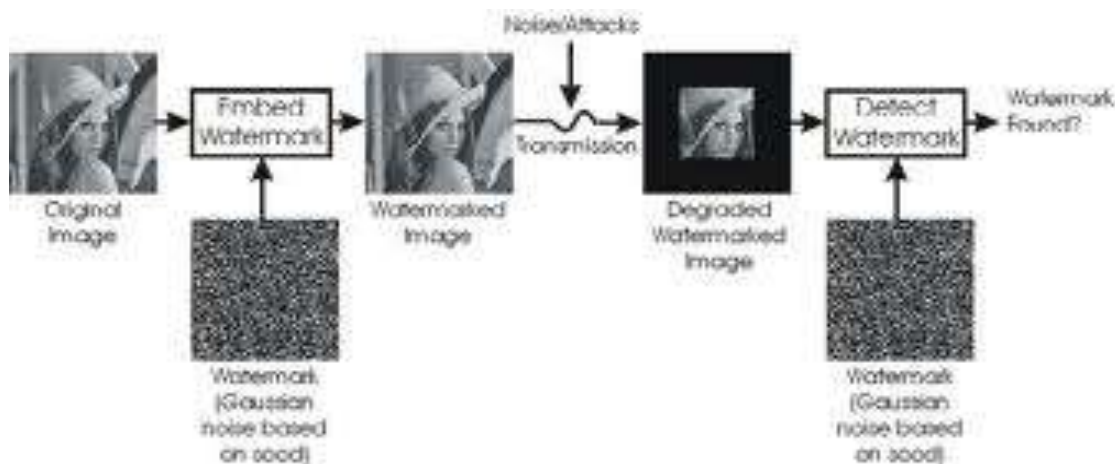 Noise/Attacks
Embed
Watermark
Detect
Watermark
Watermark
Found?
Transmission
Original
Image
Watermarked
Image
Degraded
Watermarked
Image
Watermark
(Gaussian
noise based
on seed)
Watermark
(Gaussian
noise based
on seed)